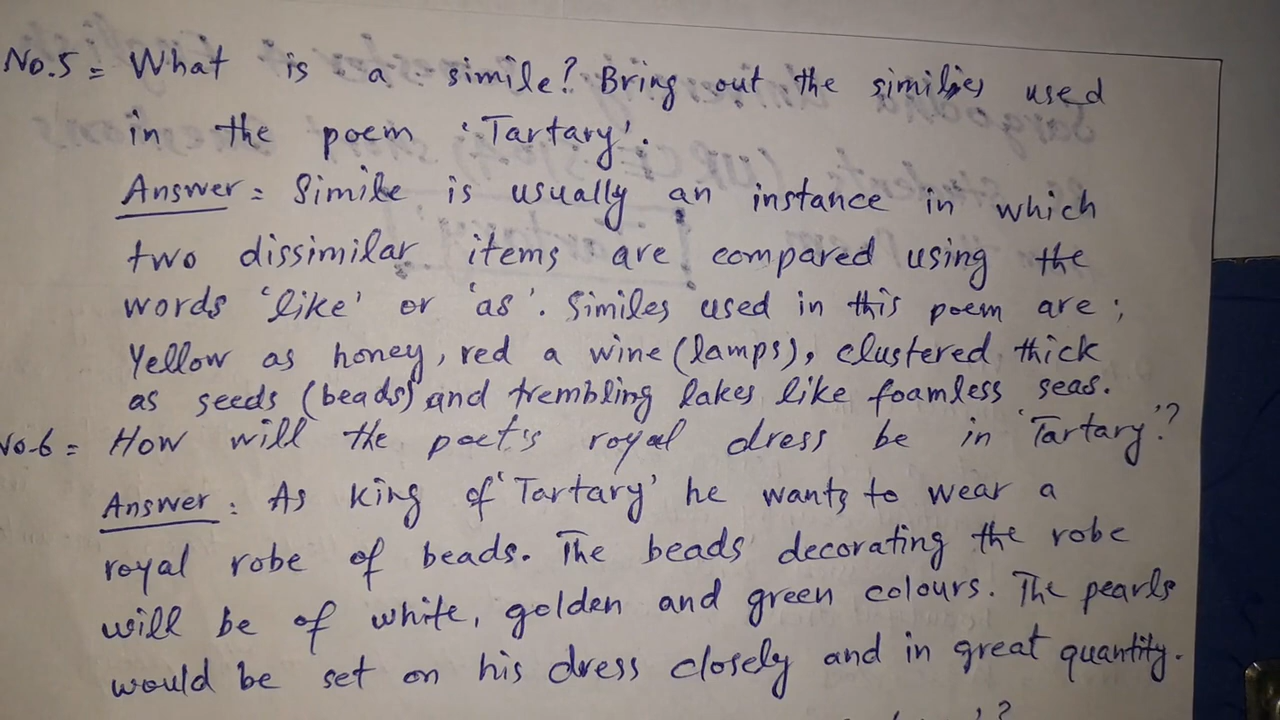 No.5 = What is a simile? Bring out the similies used
in the poem 'Tartary'.
Answer = Simile is usually an instance in which
two dissimilar items are compared using the
words 'like' or 'as'. Similes used in this poem are;
Yellow as honey, red a wine (lamps), clustered thick
as seeds (beads) and trembling lakes like foamless seas.
No-6 = How will the poet's royal dress be in 'Tartary'?
Answer: As King of 'Tartary' he wants to wear a
royal robe of beads. The beads decorating the robe
will be of white, golden and green colours. The pearls
would be set on his dress closely and in great quantity.